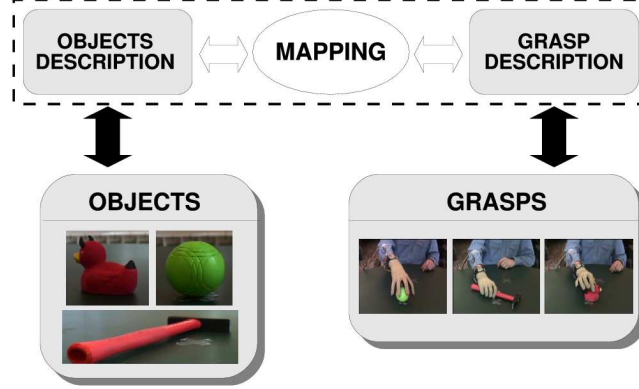 OBJECTS
DESCRIPTION
MAPPING
GRASP
DESCRIPTION
OBJECTS
GRASPS